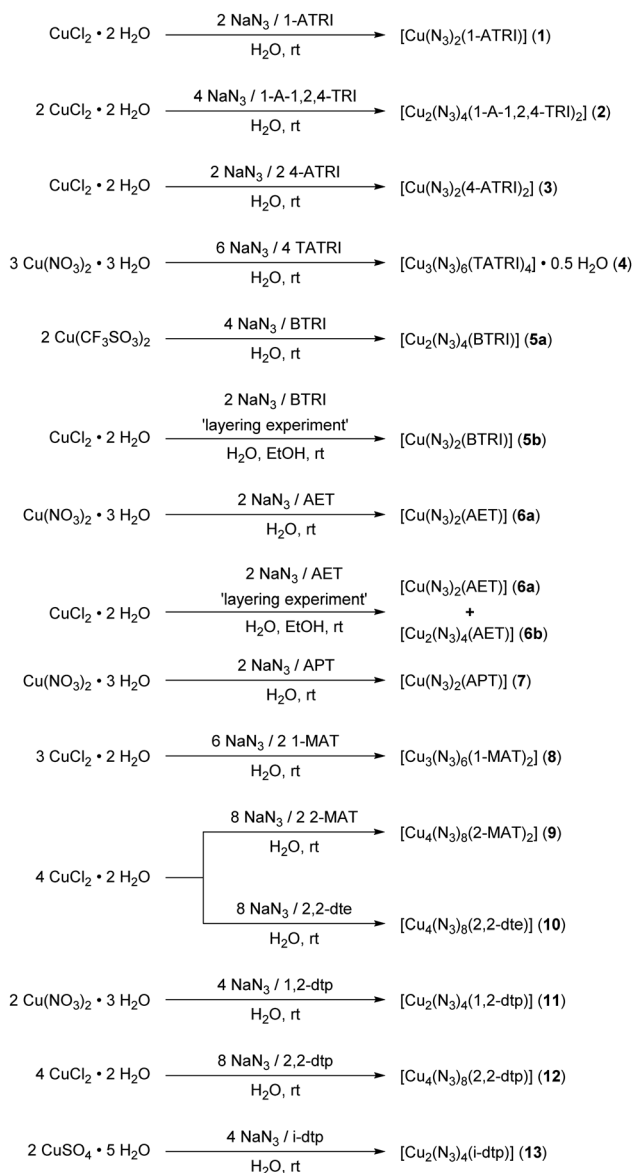 CuCl₂ • 2 H₂O 2 NaN₃ / 1-ATRI [Cu(N₃)₂(1-ATRI)] (1)
H₂O, rt
2 CuCl₂ • 2 H₂O 4 NaN₃ / 1-A-1,2,4-TRI [Cu₂(N₃)₄(1-A-1,2,4-TRI)₂] (2)
H₂O, rt
CuCl₂ • 2 H₂O 2 NaN₃ / 2 4-ATRI [Cu(N₃)₂(4-ATRI)₂] (3)
H₂O, rt
3 Cu(NO₃)₂ • 3 H₂O 6 NaN₃ / 4 TATRI [Cu₃(N₃)₆(TATRI)₄] • 0.5 H₂O (4)
H₂O, rt
2 Cu(CF₃SO₃)₂ 4 NaN₃ / BTRI [Cu₂(N₃)₄(BTRI)] (5a)
H₂O, rt
2 NaN₃ / BTRI
'layering experiment'
CuCl₂ • 2 H₂O [Cu(N₃)₂(BTRI)] (5b)
H₂O, EtOH, rt
Cu(NO₃)₂ • 3 H₂O 2 NaN₃ / AET [Cu(N₃)₂(AET)] (6a)
H₂O, rt
2 NaN₃ / AET [Cu(N₃)₂(AET)] (6a)
'layering experiment'
CuCl₂ • 2 H₂O +
H₂O, EtOH, rt [Cu₂(N₃)₄(AET)] (6b)
Cu(NO₃)₂ • 3 H₂O 2 NaN₃ / APT [Cu(N₃)₂(APT)] (7)
H₂O, rt
3 CuCl₂ • 2 H₂O 6 NaN₃ / 2 1-MAT [Cu₃(N₃)₆(1-MAT)₂] (8)
H₂O, rt
8 NaN₃ / 2 2-MAT [Cu₄(N₃)₈(2-MAT)₂] (9)
H₂O, rt
4 CuCl₂ • 2 H₂O
8 NaN₃ / 2,2-dte [Cu₄(N₃)₈(2,2-dte)] (10)
H₂O, rt
2 Cu(NO₃)₂ • 3 H₂O 4 NaN₃ / 1,2-dtp [Cu₂(N₃)₄(1,2-dtp)] (11)
H₂O, rt
4 CuCl₂ • 2 H₂O 8 NaN₃ / 2,2-dtp [Cu₄(N₃)₈(2,2-dtp)] (12)
H₂O, rt
2 CuSO₄ • 5 H₂O 4 NaN₃ / i-dtp [Cu₂(N₃)₄(i-dtp)] (13)
H₂O, rt